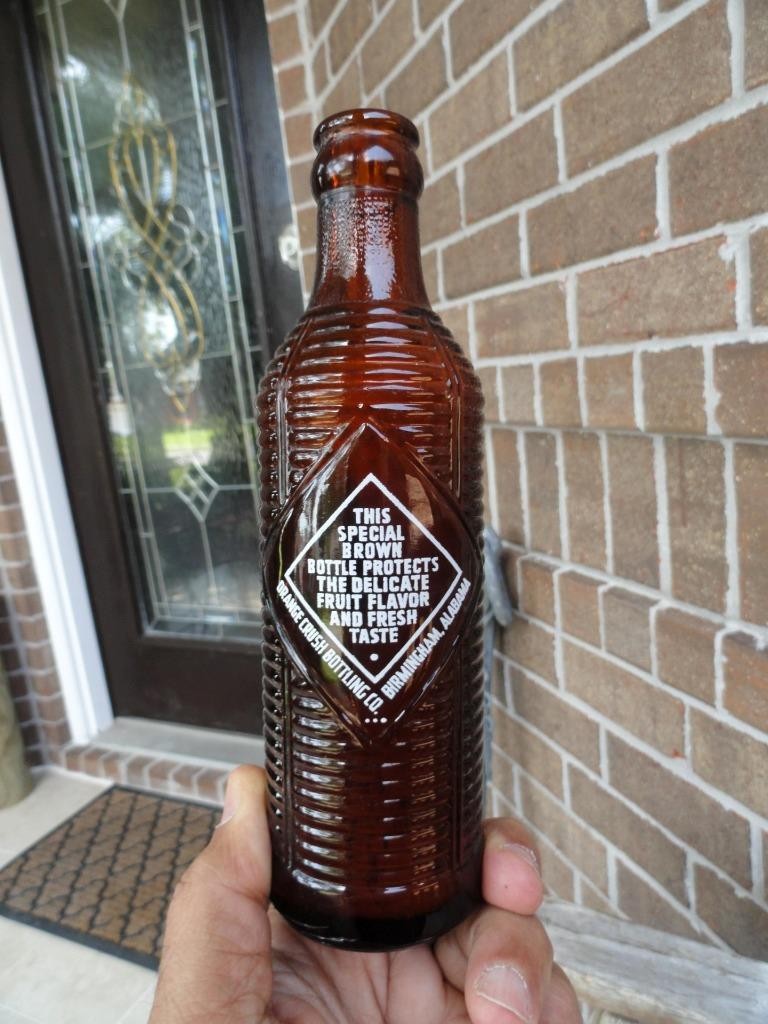 THIS
SPECIAL
BROWN
BOTTLE PROTECTS
THE DELICATE
FRUIT FLAVOR
AND FRESH
TASTE
ORANGE CRUSH BOTTLING CO.
BIRMINGHAM, ALABAMA